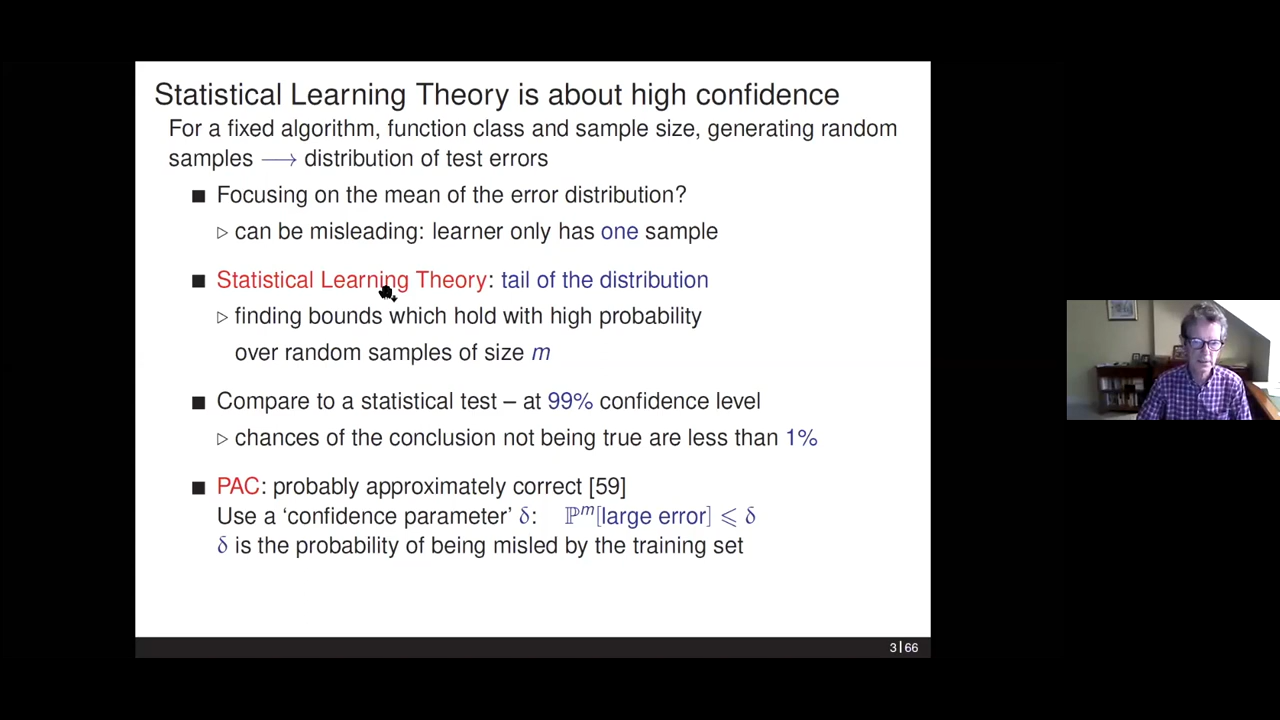 Statistical Learning Theory is about high confidence
For a fixed algorithm, function class and sample size, generating random
samples ⟶ distribution of test errors
■ Focusing on the mean of the error distribution?
▷ can be misleading: learner only has one sample
■ Statistical Learning Theory: tail of the distribution
▷ finding bounds which hold with high probability
over random samples of size m
■ Compare to a statistical test – at 99% confidence level
▷ chances of the conclusion not being true are less than 1%
■ PAC: probably approximately correct [59]
Use a ‘confidence parameter’ δ: ℙᵐ[large error] ⩽ δ
δ is the probability of being misled by the training set
3|66